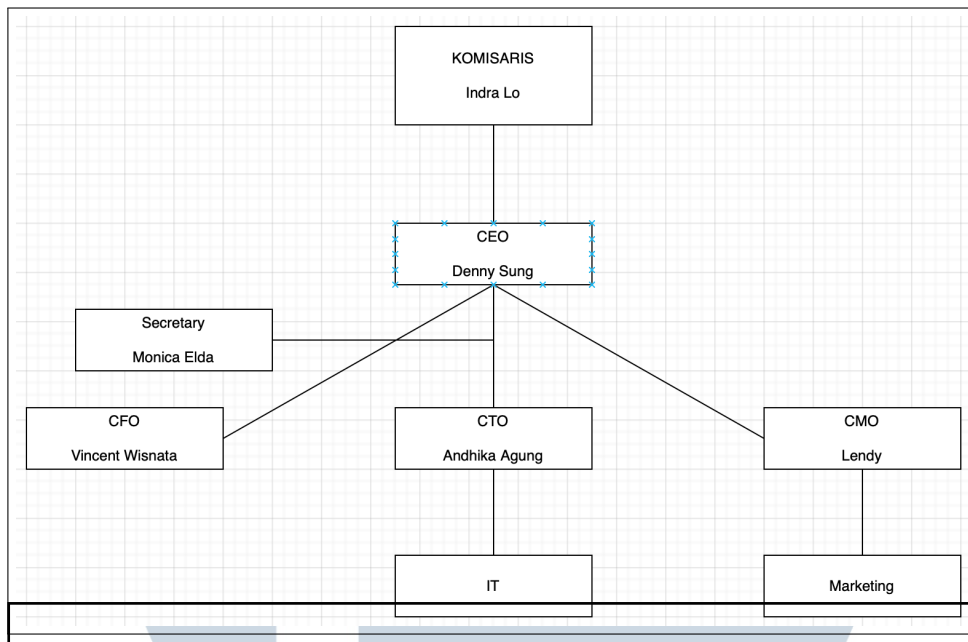 KOMISARIS
Indra Lo
CEO
Denny Sung
Secretary
Monica Elda
CFO
Vincent Wisnata
CTO
Andhika Agung
CMO
Lendy
IT
Marketing